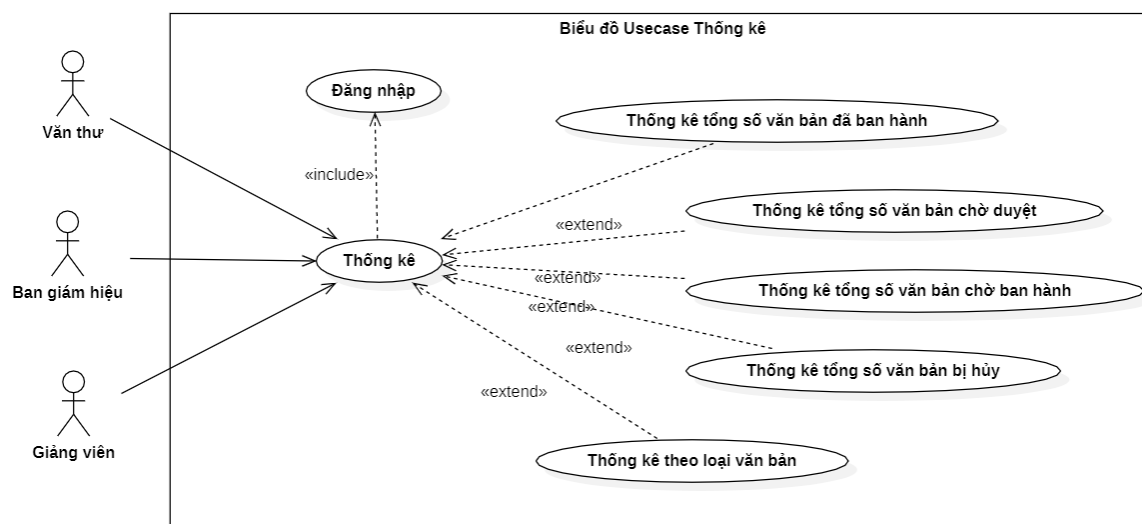 Biểu đồ Usecase Thống kê
Văn thư
Ban giám hiệu
Giảng viên
Đăng nhập
«include»
Thống kê
Thống kê tổng số văn bản đã ban hành
«extend»
Thống kê tổng số văn bản chờ duyệt
«extend»
Thống kê tổng số văn bản chờ ban hành
«extend»
«extend»
Thống kê tổng số văn bản bị hủy
«extend»
Thống kê theo loại văn bản